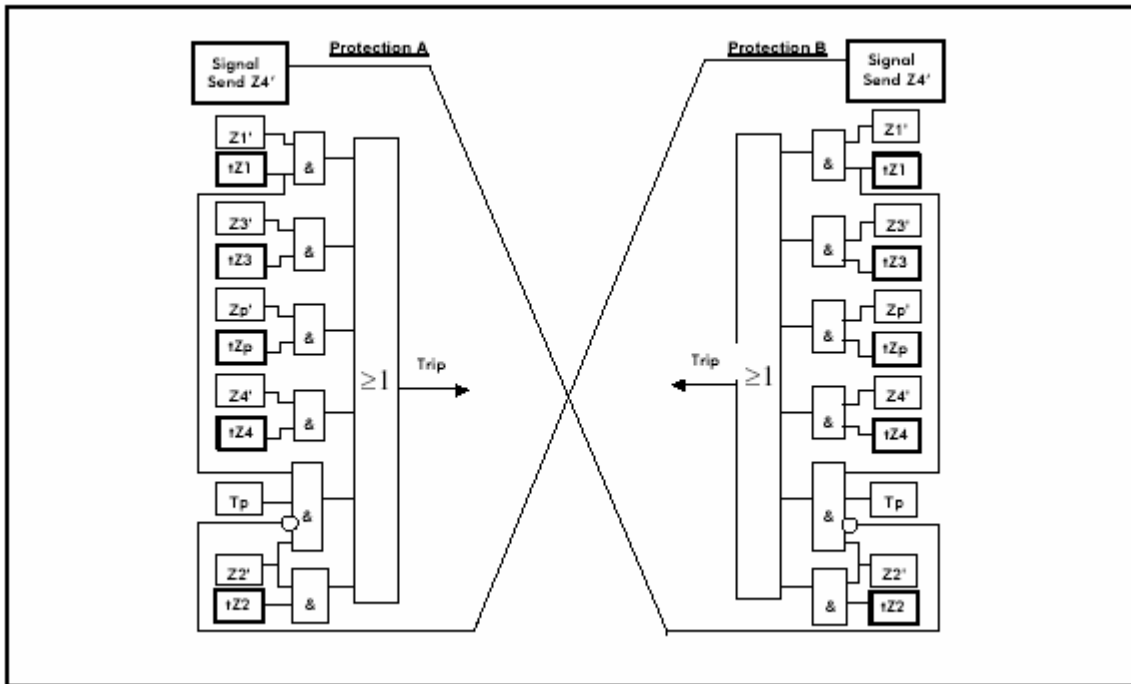 Protection A
Signal
Send Z4'
Z1'
tZ1
&
Z3'
tZ3
&
Zp'
tZp
&
Z4'
tZ4
&
Tp
&
Z2'
tZ2
&
≥1
Trip
Protection B
Signal
Send Z4'
Z1'
tZ1
&
Z3'
tZ3
&
Zp'
tZp
&
Z4'
tZ4
&
Tp
&
Z2'
tZ2
&
≥1
Trip